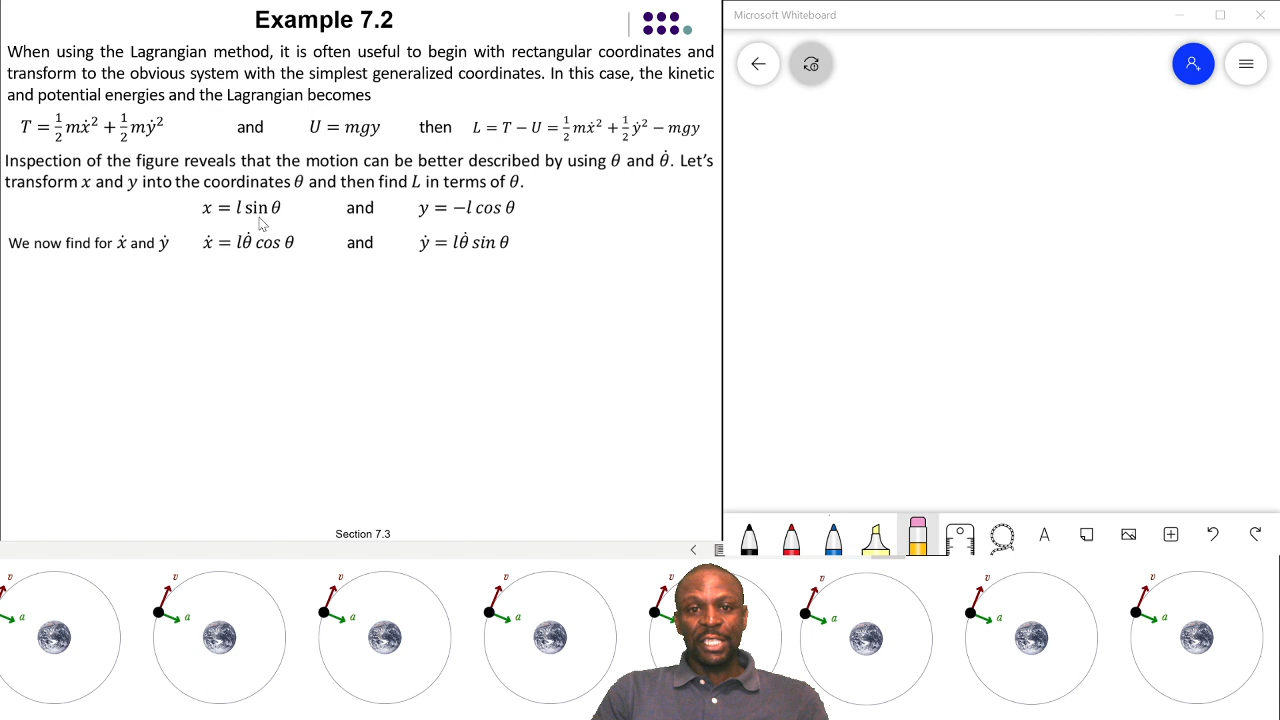 Example 7.2
When using the Lagrangian method, it is often useful to begin with rectangular coordinates and
transform to the obvious system with the simplest generalized coordinates. In this case, the kinetic
and potential energies and the Lagrangian becomes
T = 1/2 mẋ² + 1/2 mẏ² and U = mgy then L = T − U = 1/2 mẋ² + 1/2 ẏ² − mgy
Inspection of the figure reveals that the motion can be better described by using θ and θ̇. Let's
transform x and y into the coordinates θ and then find L in terms of θ.
x = l sin θ and y = −l cos θ
We now find for ẋ and ẏ ẋ = lθ̇ cos θ and ẏ = lθ̇ sin θ
Section 7.3
Microsoft Whiteboard
A
v a
v a
v a
v a
v
v a
v a
v a